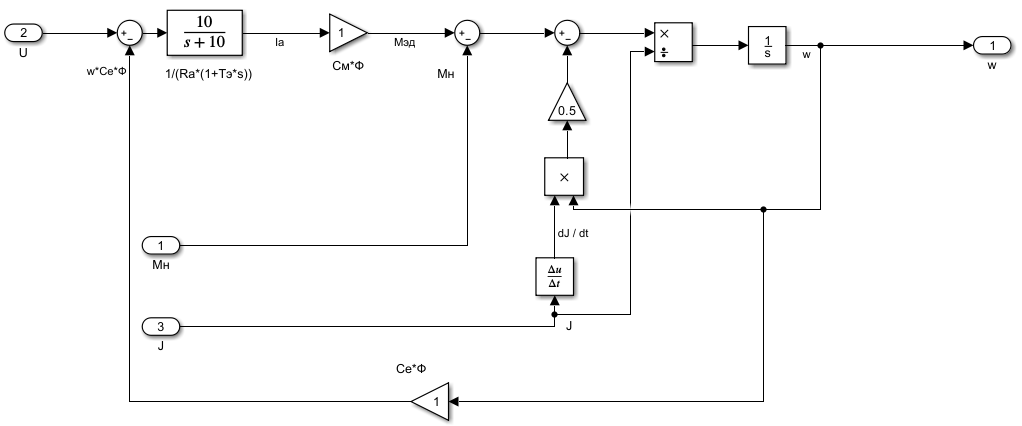 2
U
+
−
w*Ce*Φ
10
s + 10
1/(Ra*(1+Tэ*s))
Ia
1
См*Ф
Мэд
+
−
Мн
+
−
0.5
×
÷
1
s
w
1
w
×
dJ / dt
Δu
Δt
1
Мн
3
J
J
Ce*Φ
1